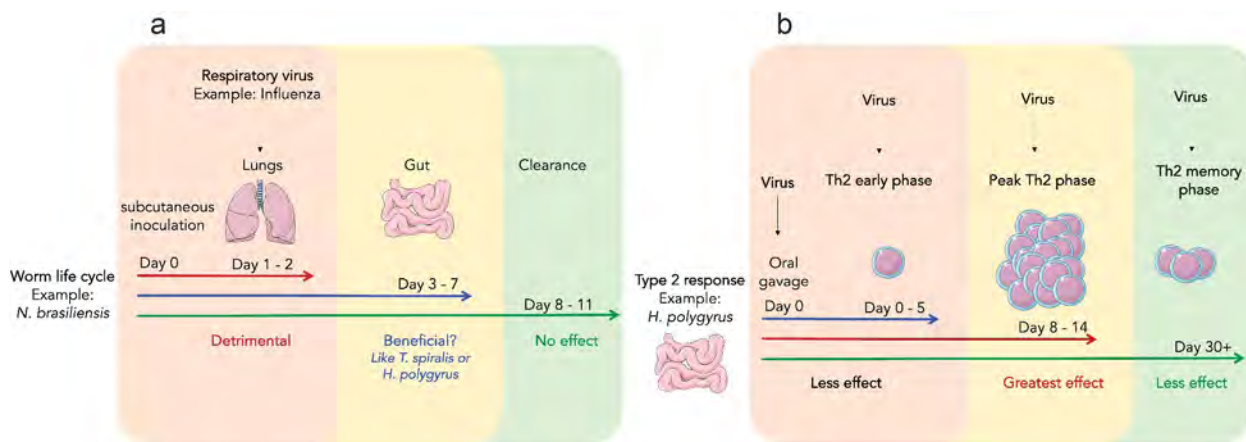 a
Respiratory virus
Example: Influenza
Lungs
Gut
Clearance
subcutaneous
inoculation
Day 0
Day 1 - 2
Worm life cycle
Example:
N. brasiliensis
Day 3 - 7
Day 8 - 11
Detrimental
Beneficial?
Like T. spiralis or
H. polygyrus
No effect
b
Virus
Virus
Virus
Virus
Th2 early phase
Peak Th2 phase
Th2 memory
phase
Oral
gavage
Type 2 response
Example:
H. polygyrus
Day 0
Day 0 - 5
Day 8 - 14
Day 30+
Less effect
Greatest effect
Less effect